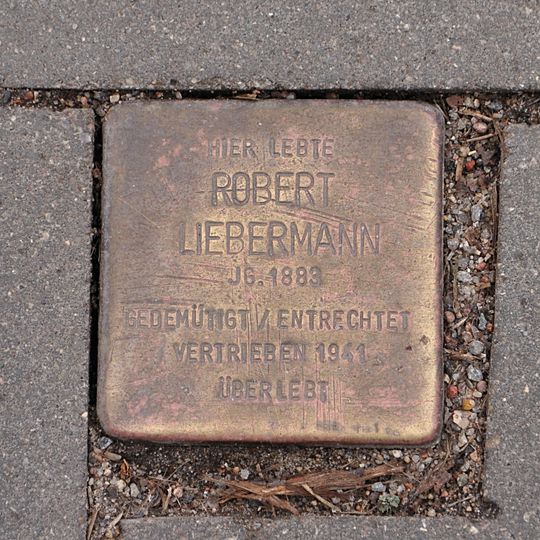 HIER LEBTE
ROBERT
LIEBERMANN
JG. 1883
GEDEMÜTIGT / ENTRECHTET
VERTRIEBEN 1941
ÜBERLEBT